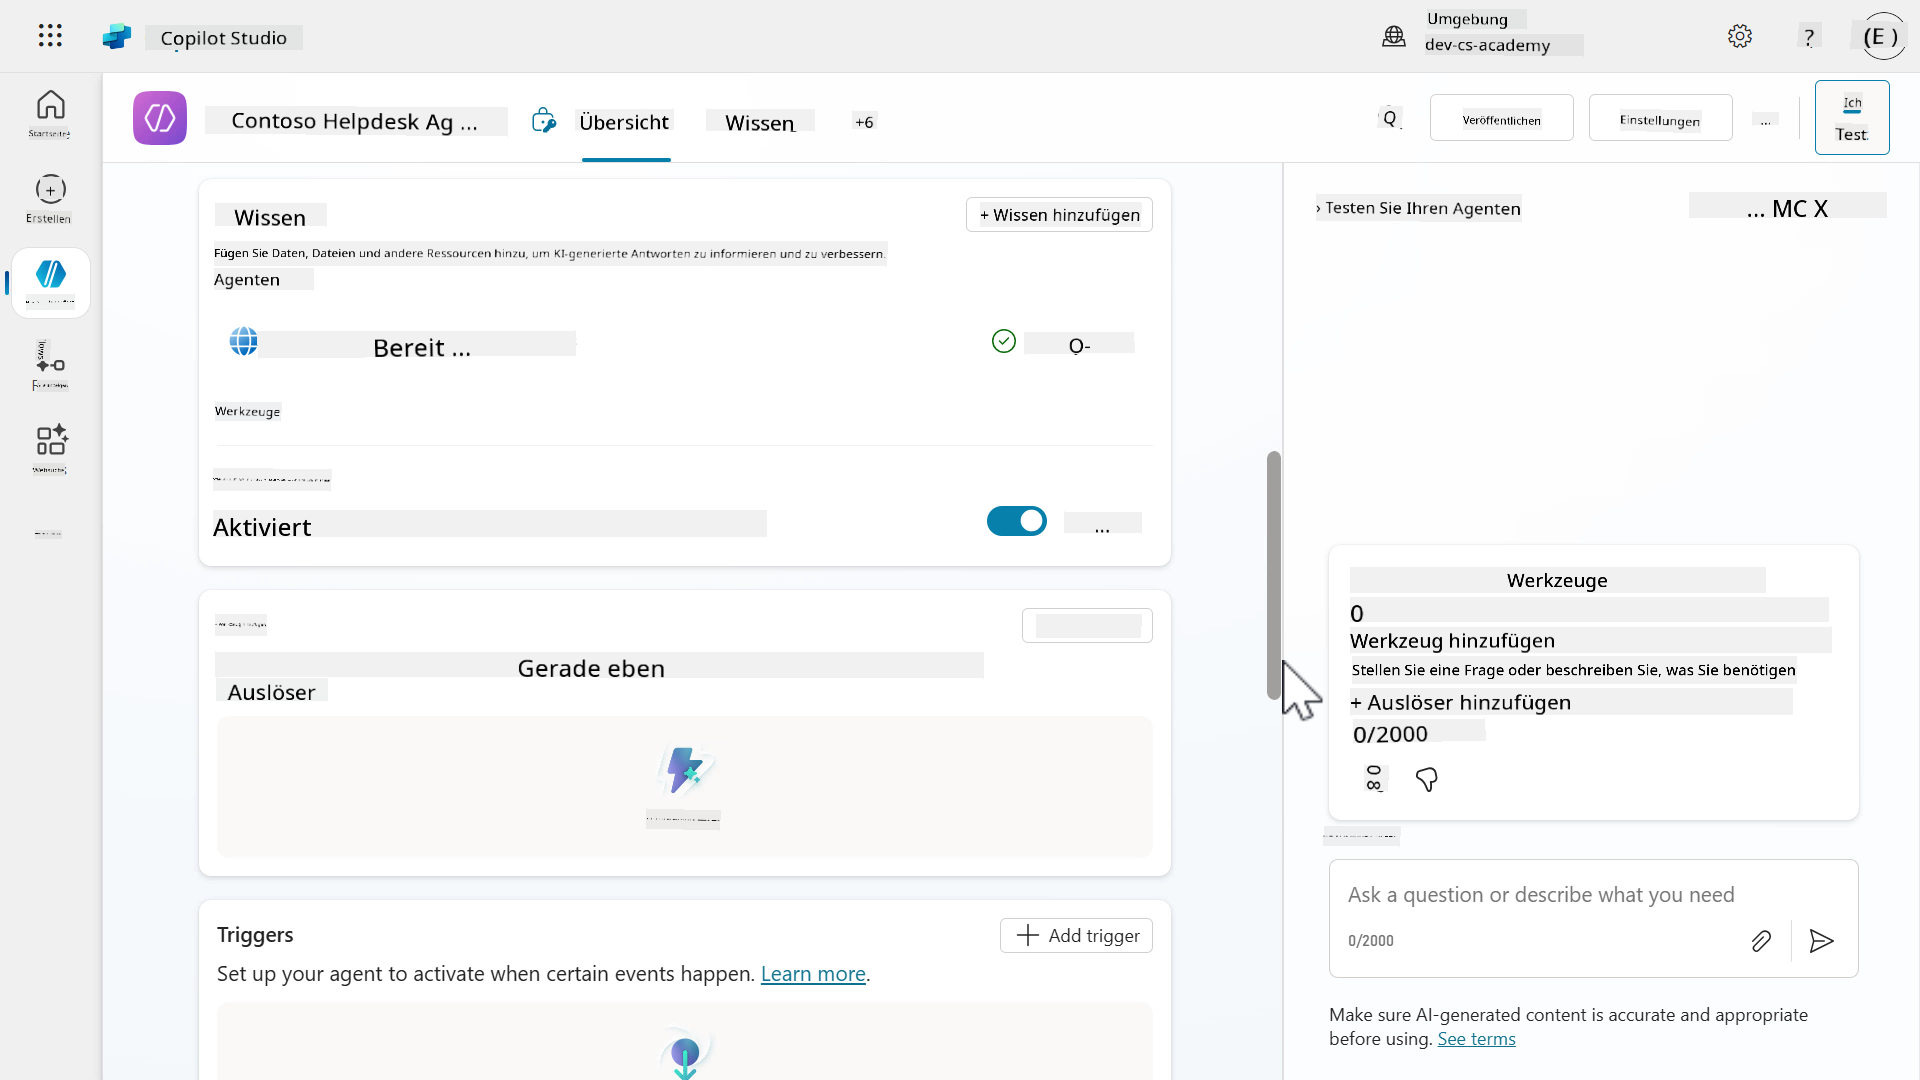 Copilot Studio
Umgebung
dev-cs-academy
?
(E )
Startseite
Contoso Helpdesk Ag ...
Übersicht
Wissen
+6
Q
Veröffentlichen
Einstellungen
...
Ich
Test
Erstellen
Wissen
+ Wissen hinzufügen
› Testen Sie Ihren Agenten
... MC X
Fügen Sie Daten, Dateien und andere Ressourcen hinzu, um KI-generierte Antworten zu informieren und zu verbessern.
Agenten
Bereit ...
Q-
Werkzeuge
Websuche
Aktiviert
...
Werkzeuge
0
Werkzeug hinzufügen
Stellen Sie eine Frage oder beschreiben Sie, was Sie benötigen
+ Auslöser hinzufügen
0/2000
Gerade eben
Auslöser
08
Ask a question or describe what you need
0/2000
Triggers
Add trigger
Set up your agent to activate when certain events happen. Learn more.
Make sure AI-generated content is accurate and appropriate
before using. See terms